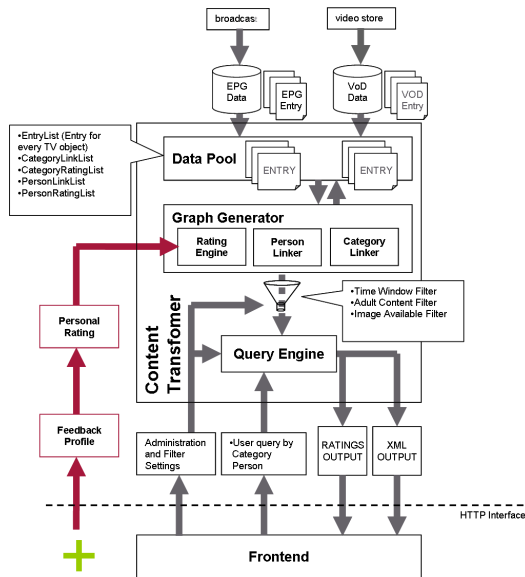 broadcast
video store
EPG
Data
EPG
Entry
VoD
Data
VOD
Entry
•EntryList (Entry for
every TV object)
•CategoryLinkList
•CategoryRatingList
•PersonLinkList
•PersonRatingList
Data Pool
ENTRY
ENTRY
Graph Generator
Rating
Engine
Person
Linker
Category
Linker
•Time Window Filter
•Adult Content Filter
•Image Available Filter
Personal
Rating
Content
Transfomer
Query Engine
Feedback
Profile
Administration
and Filter
Settings
•User query by
Category
Person
RATINGS
OUTPUT
XML
OUTPUT
HTTP Interface
Frontend